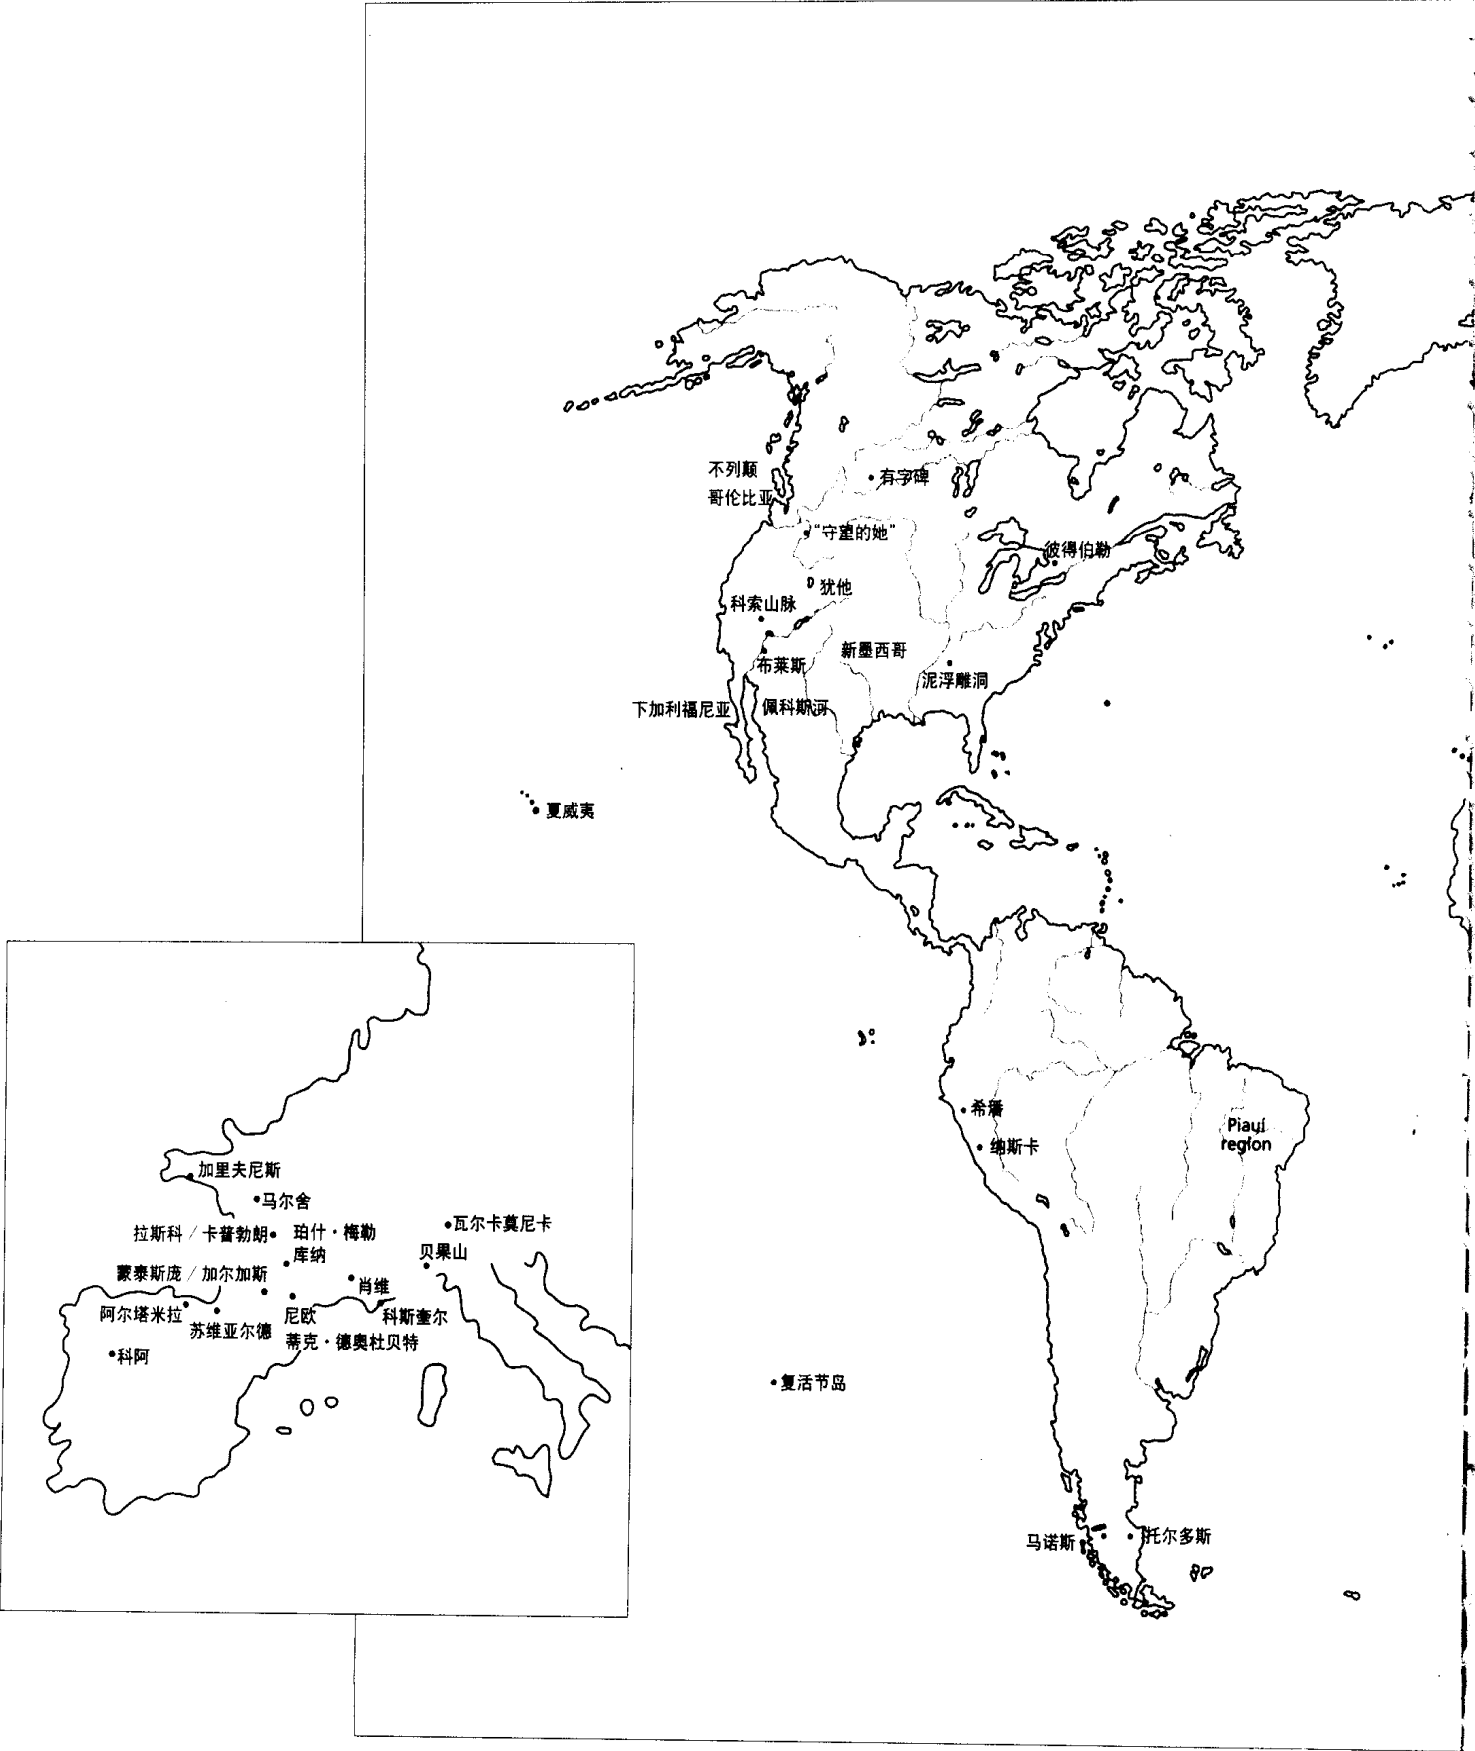 不列颠
哥伦比亚
有字碑
“守望的她”
彼得伯勒
犹他
科索山脉
新墨西哥
布莱斯
泥浮雕洞
下加利福尼亚
佩科斯河
夏威夷
希潘
纳斯卡
Piauí
region
复活节岛
马诺斯
托尔多斯
加里夫尼斯
马尔舍
拉斯科/卡普勃朗
珀什·梅勒
库纳
瓦尔卡莫尼卡
贝果山
蒙泰斯庞/加尔加斯
肖维
阿尔塔米拉
苏维亚尔德
尼欧
科斯奎尔
蒂克·德奥杜贝特
科阿